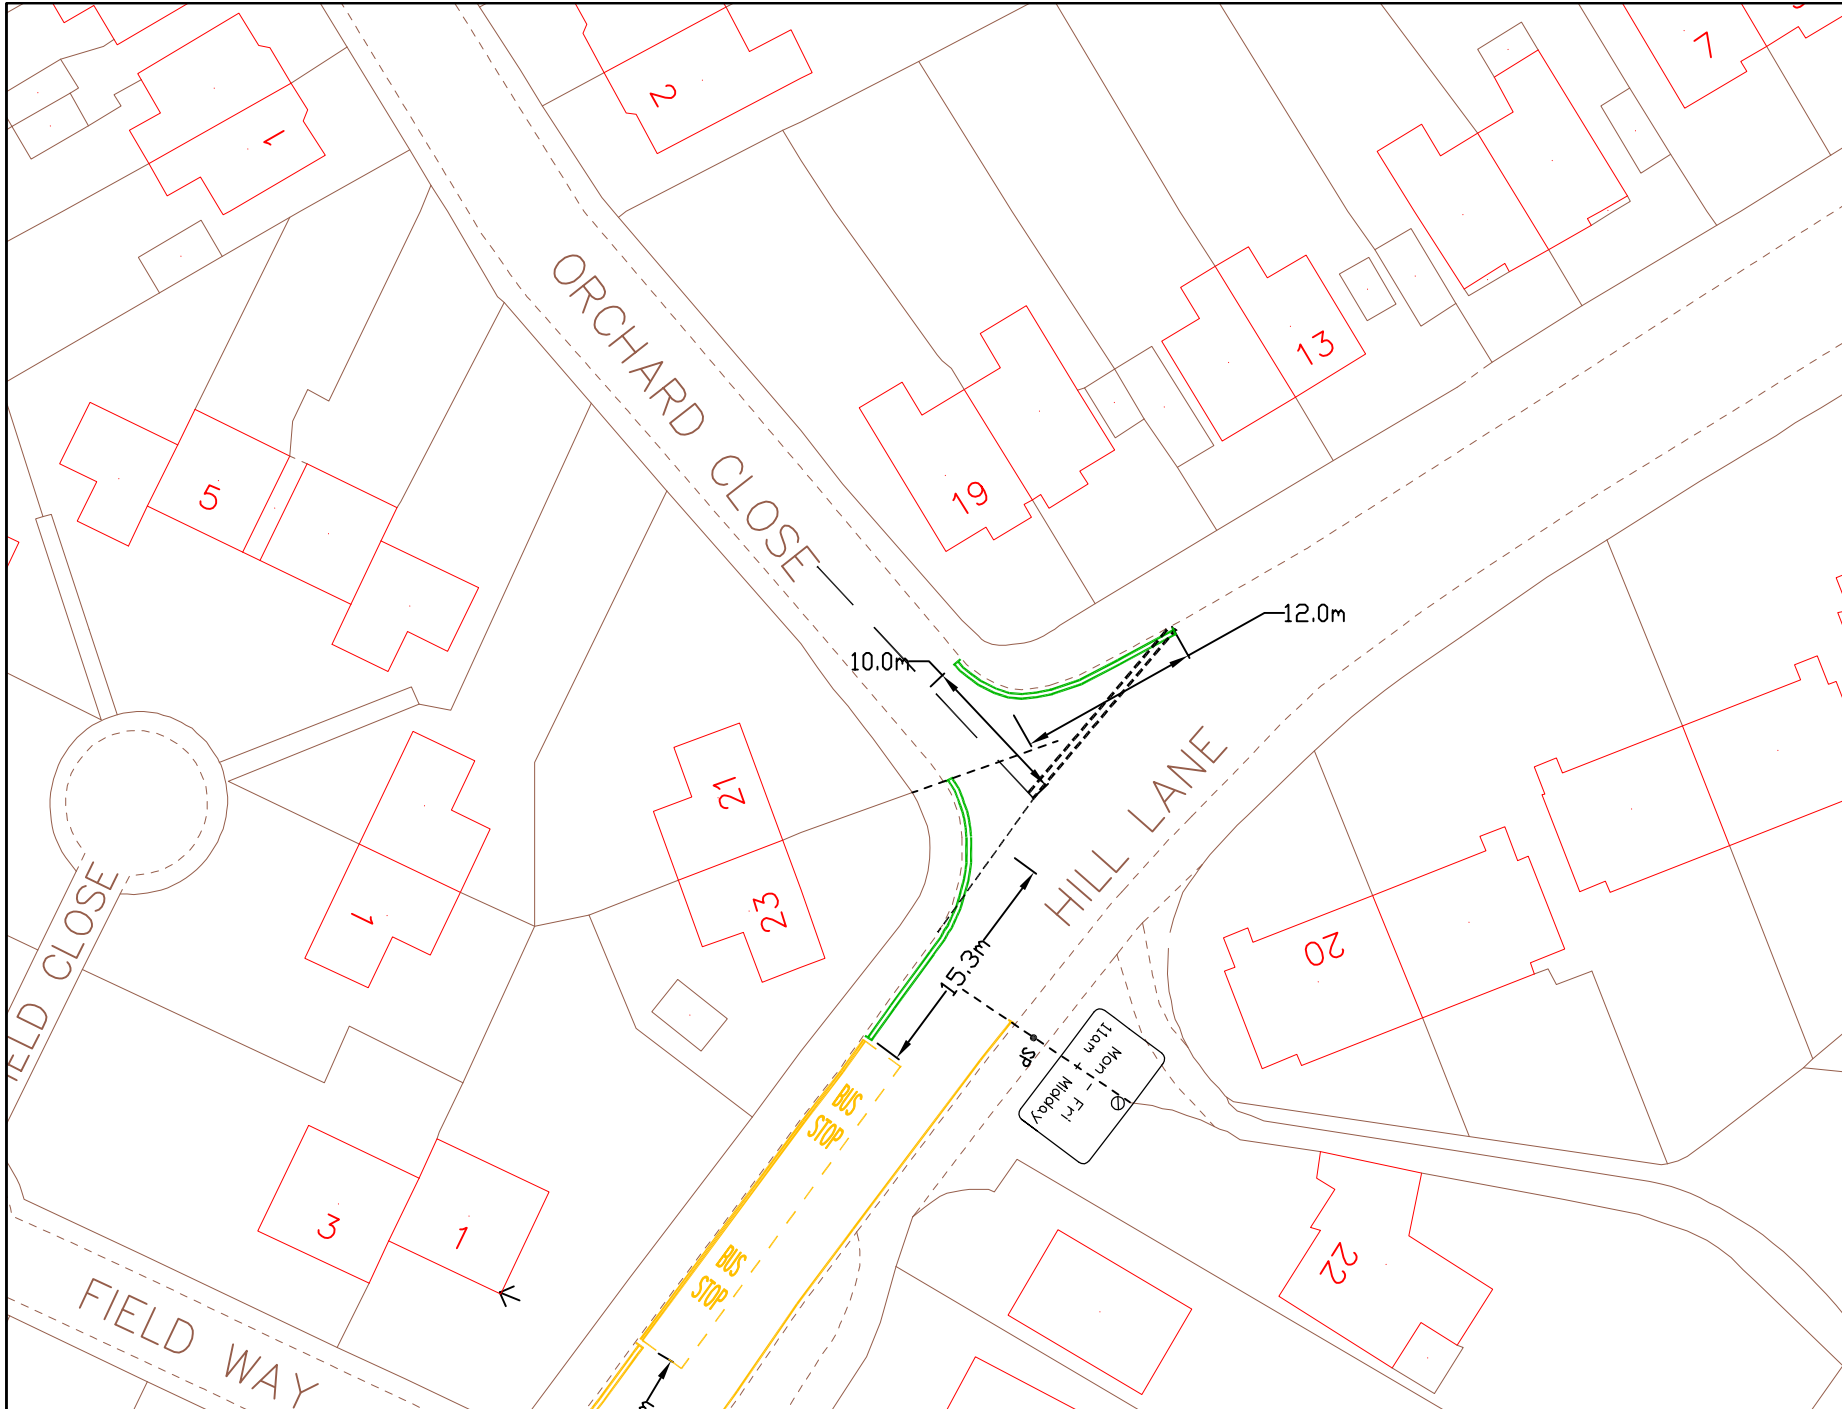 1
2
7
ORCHARD CLOSE
13
19
5
12.0m
10.0m
21
23
HILL LANE
1
20
15.3m
SP
Mon - Fri
11am + Midday
IELD CLOSE
BUS
STOP
BUS
STOP
3
1
22
FIELD WAY
m